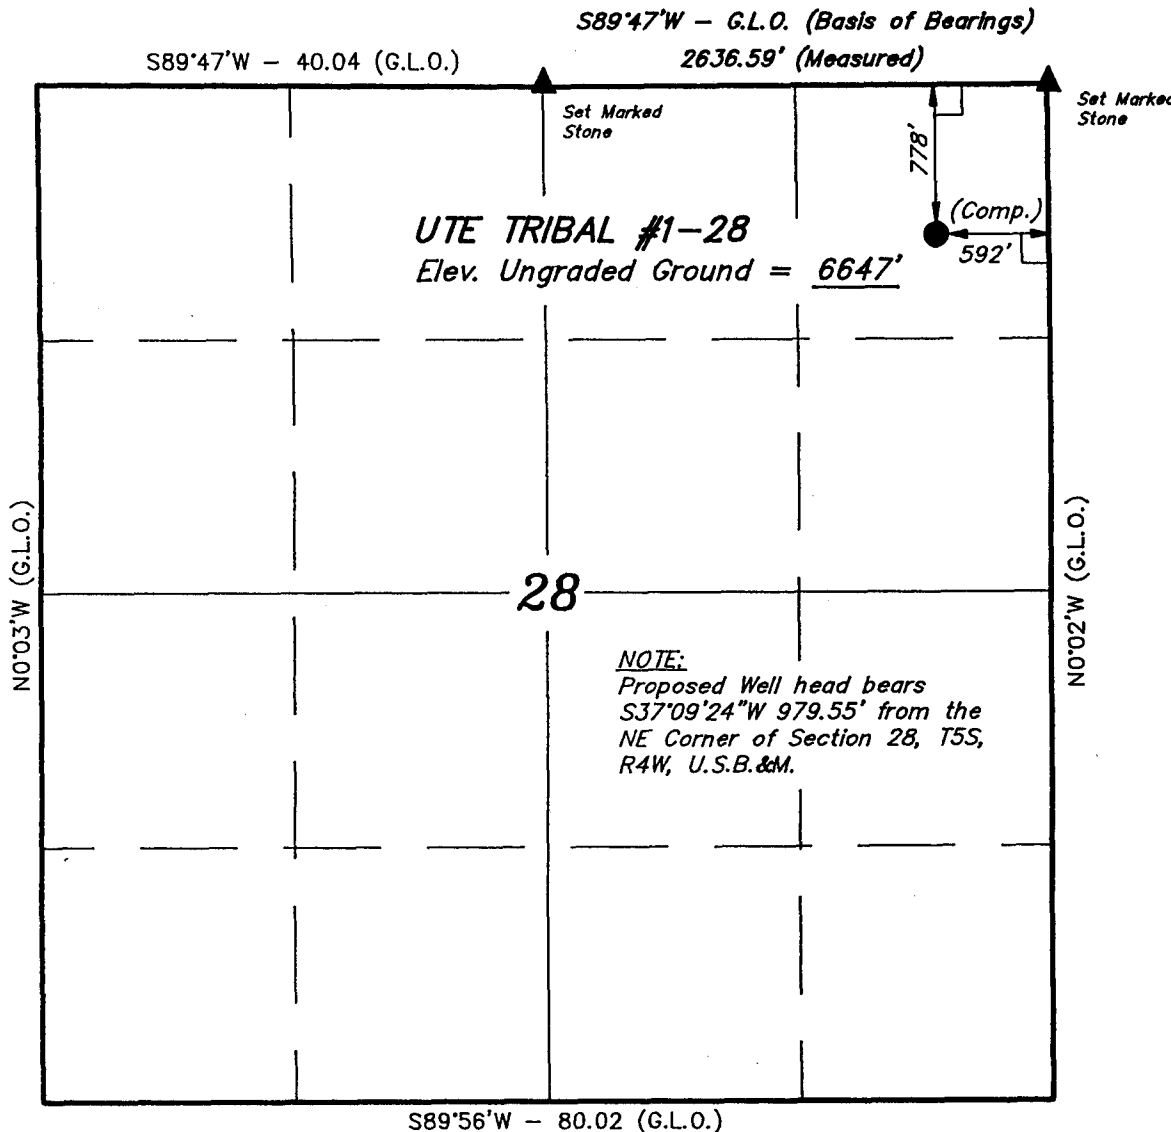 S89°47'W - G.L.O. (Basis of Bearings)
2636.59' (Measured)
S89°47'W - 40.04 (G.L.O.)
Set Marked
Stone
Set Marked
Stone
778'
(Comp.)
592'
UTE TRIBAL #1-28
Elev. Ungraded Ground = 6647'
N0°03'W (G.L.O.)
N0°02'W (G.L.O.)
28
NOTE:
Proposed Well head bears
S37°09'24"W 979.55' from the
NE Corner of Section 28, T5S,
R4W, U.S.B.&M.
S89°56'W - 80.02 (G.L.O.)